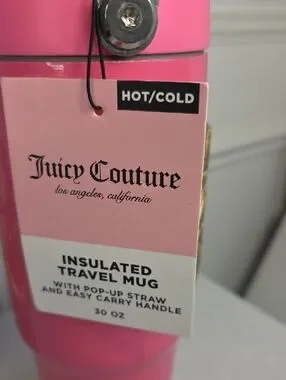 HOT/COLD
Juicy Couture
los angeles, california
INSULATED
TRAVEL MUG
WITH POP-UP STRAW
AND EASY CARRY HANDLE
30 OZ